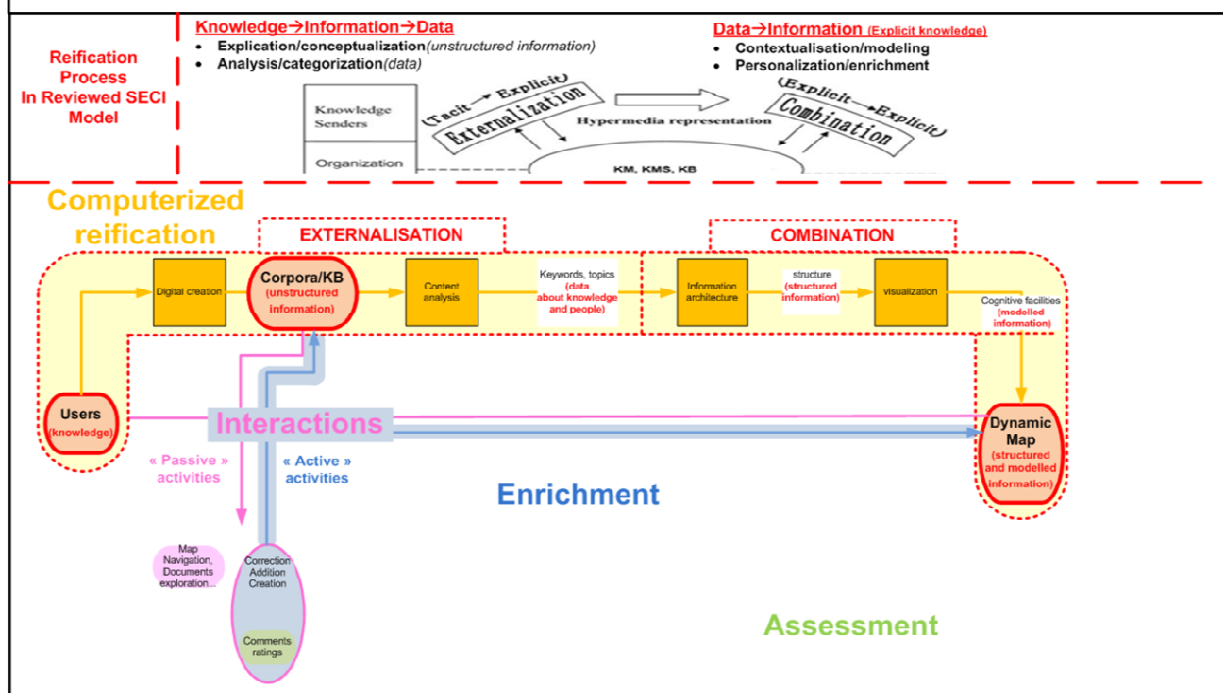 Reification
Process
In Reviewed SECI
Model
Knowledge→Information→Data
• Explication/conceptualization(unstructured information)
• Analysis/categorization(data)
Data→Information (Explicit knowledge)
• Contextualisation/modeling
• Personalization/enrichment
Knowledge
Senders
Organization
(Tacit → Explicit)
Externalization
Hypermedia representation
(Explicit→Explicit)
Combination
KM, KMS, KB
Computerized
reification
EXTERNALISATION
COMBINATION
Digital creation
Corpora/KB
(unstructured
information)
Content
analysis
Keywords, topics
(data
about knowledge
and people)
Information
architecture
structure
(structured
information)
visualization
Cognitive facilities
(modelled
information)
Users
(knowledge)
Interactions
Dynamic
Map
(structured
and modelled
information)
« Passive »
activities
« Active »
activities
Enrichment
Map
Navigation,
Documents
exploration...
Correction
Addition
Creation
Comments
ratings
Assessment